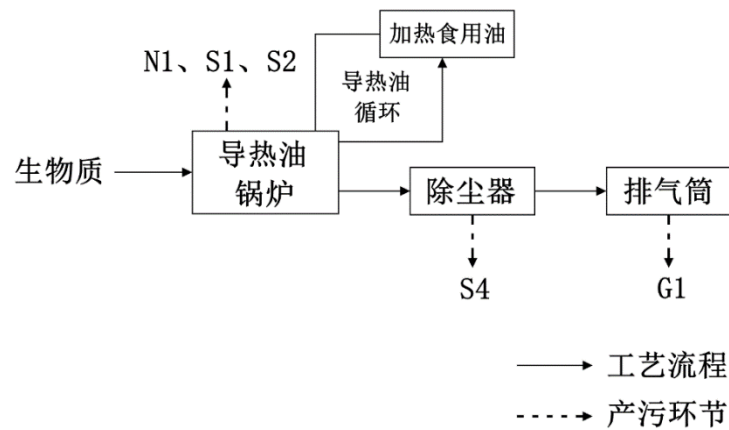 加热食用油
N1、S1、S2
导热油
循环
生物质
导热油
锅炉
除尘器
排气筒
S4
G1
工艺流程
产污环节